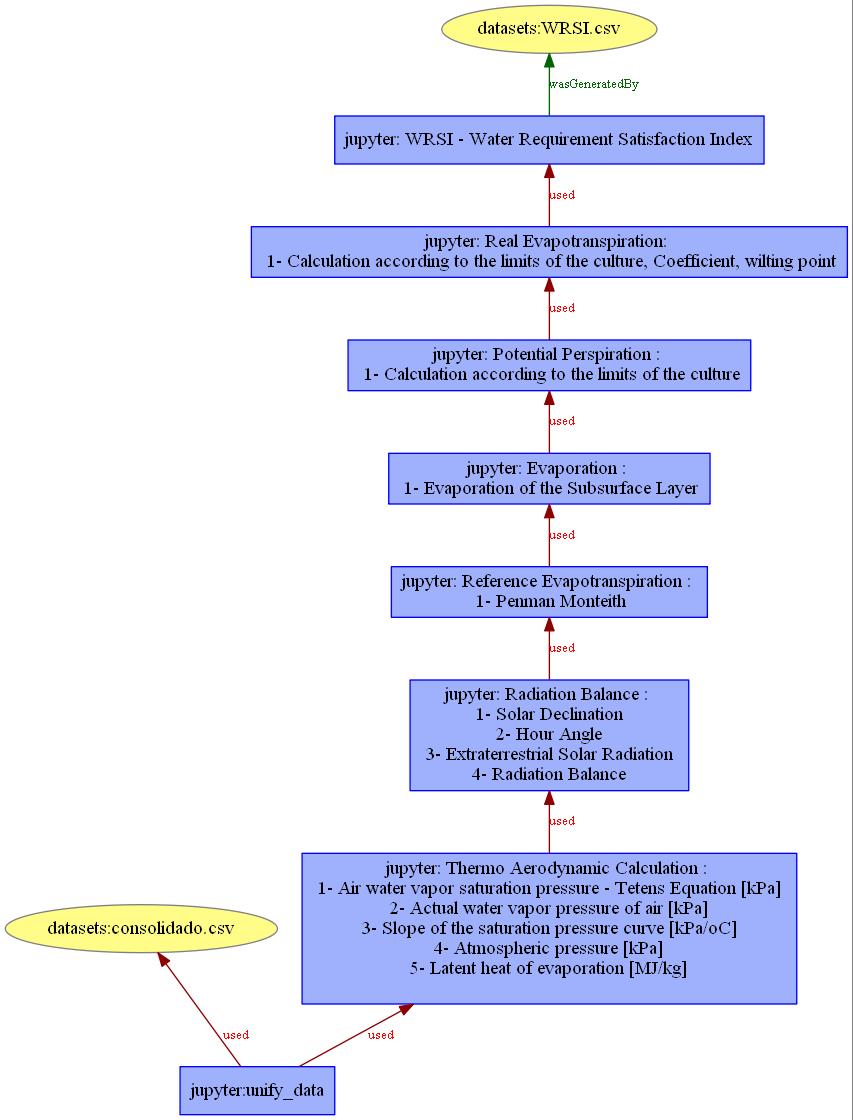 datasets:WRSI.csv
wasGeneratedBy
jupyter: WRSI - Water Requirement Satisfaction Index
used
jupyter: Real Evapotranspiration:
1- Calculation according to the limits of the culture, Coefficient, wilting point
used
jupyter: Potential Perspiration :
1- Calculation according to the limits of the culture
used
jupyter: Evaporation :
1- Evaporation of the Subsurface Layer
used
jupyter: Reference Evapotranspiration :
1- Penman Monteith
used
jupyter: Radiation Balance :
1- Solar Declination
2- Hour Angle
3- Extraterrestrial Solar Radiation
4- Radiation Balance
used
jupyter: Thermo Aerodynamic Calculation :
1- Air water vapor saturation pressure - Tetens Equation [kPa]
2- Actual water vapor pressure of air [kPa]
3- Slope of the saturation pressure curve [kPa/oC]
4- Atmospheric pressure [kPa]
5- Latent heat of evaporation [MJ/kg]
datasets:consolidado.csv
used
used
jupyter:unify_data